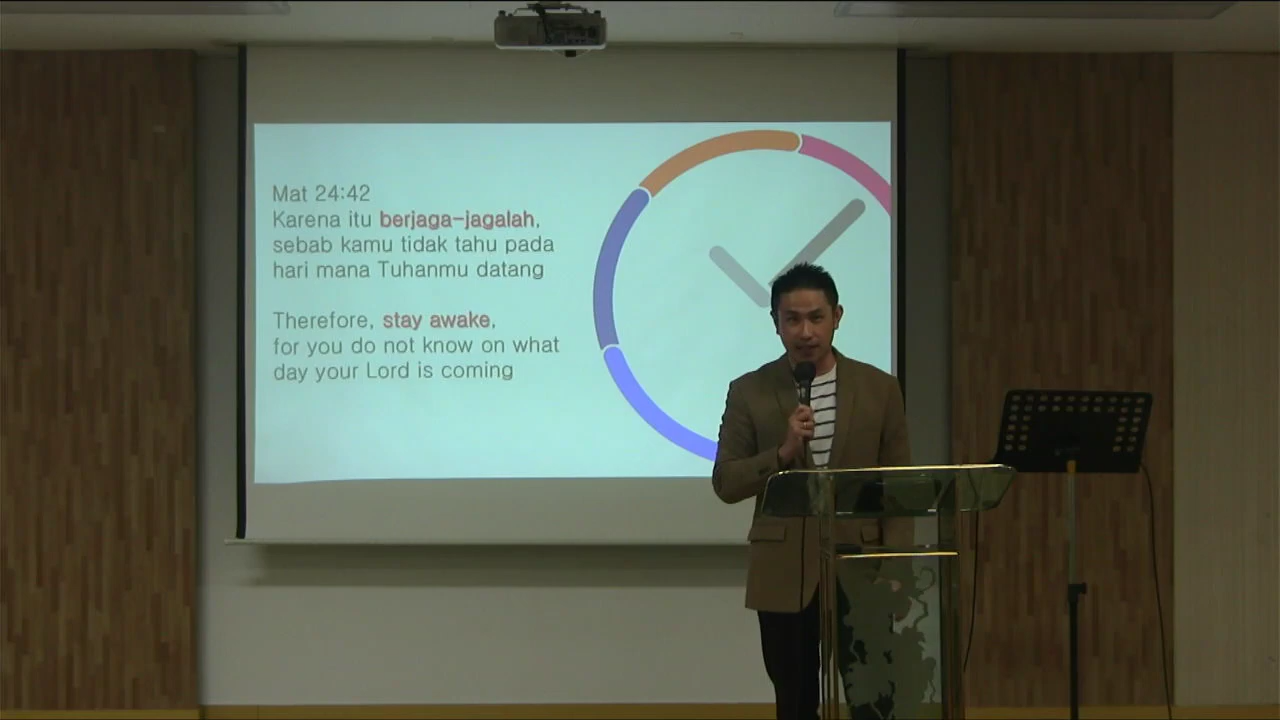 Mat 24:42
Karena itu berjaga-jagalah,
sebab kamu tidak tahu pada
hari mana Tuhanmu datang
Therefore, stay awake,
for you do not know on what
day your Lord is coming